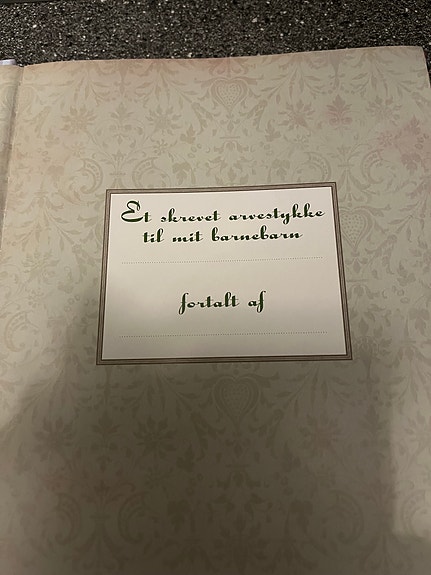 Et skrevet arvestykke
til mit barnebarn
fortalt af